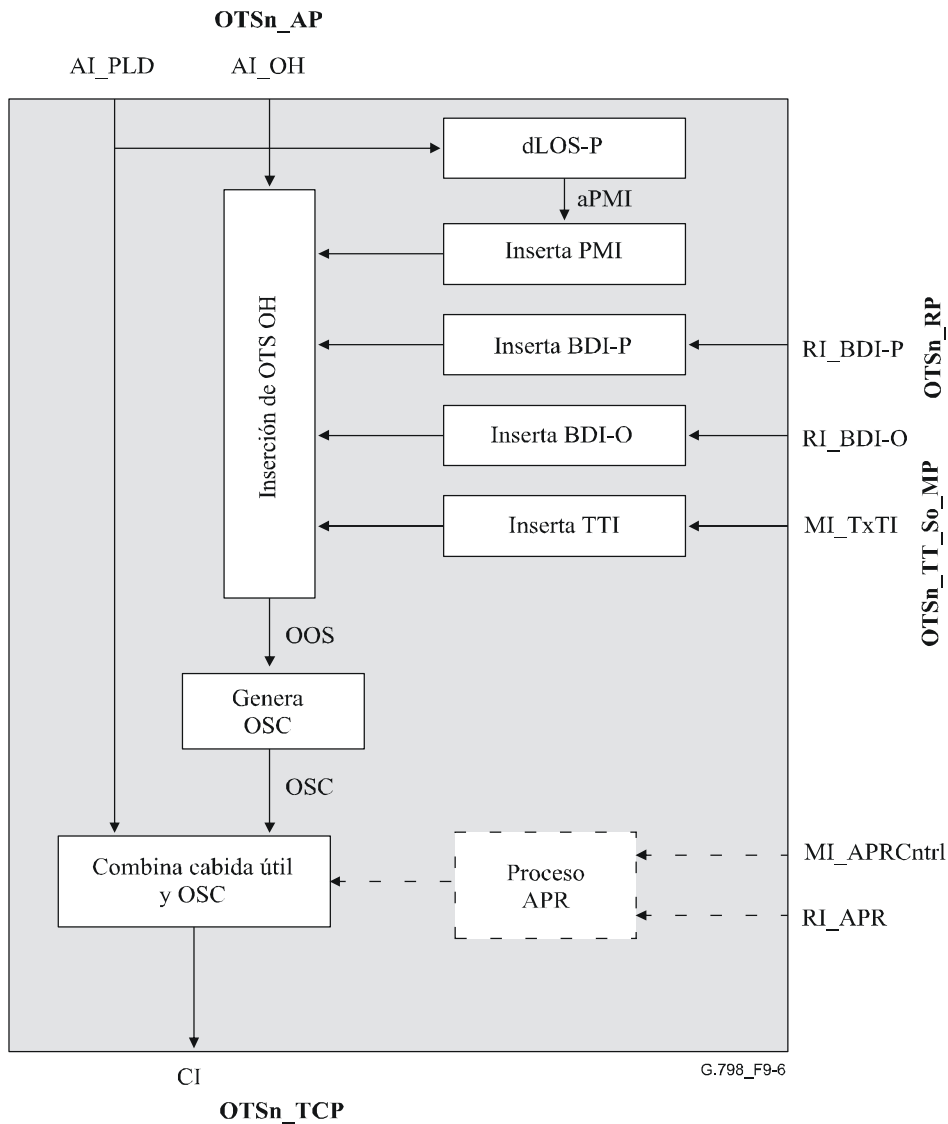 OTSn_AP
AI_PLD
AI_OH
dLOS-P
aPMI
Inserta PMI
Inserción de OTS OH
Inserta BDI-P
RI_BDI-P
OTSn_RP
Inserta BDI-O
RI_BDI-O
Inserta TTI
MI_TxTI
OTSn_TT_So_MP
OOS
Genera
OSC
OSC
Combina cabida útil
y OSC
Proceso
APR
MI_APRCntrl
RI_APR
G.798_F9-6
CI
OTSn_TCP